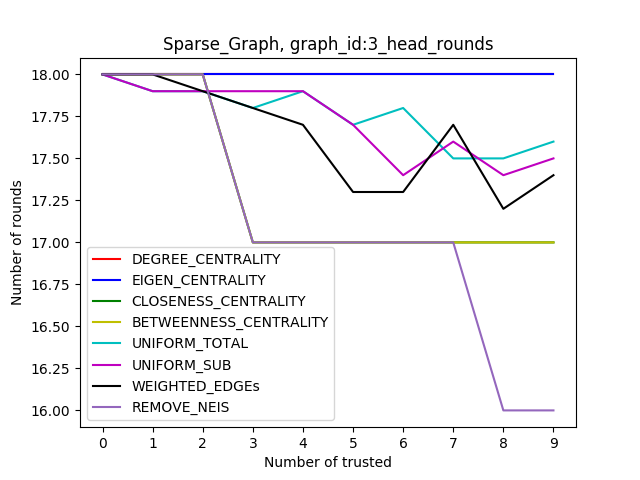 Sparse_Graph, graph_id:3_head_rounds
18.00
17.75
17.50
17.25
17.00
16.75
16.50
16.25
16.00
Number of rounds
DEGREE_CENTRALITY
EIGEN_CENTRALITY
CLOSENESS_CENTRALITY
BETWEENNESS_CENTRALITY
UNIFORM_TOTAL
UNIFORM_SUB
WEIGHTED_EDGEs
REMOVE_NEIS
0 1 2 3 4 5 6 7 8 9
Number of trusted